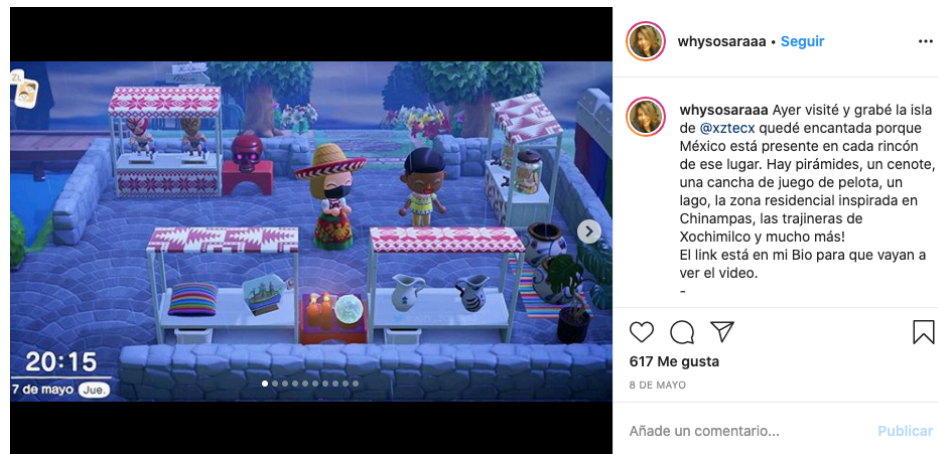 ZL
20:15
7 de mayo Jue.
whysosaraaa • Seguir
whysosaraaa Ayer visité y grabé la isla
de @xztecx quedé encantada porque
México está presente en cada rincón
de ese lugar. Hay pirámides, un cenote,
una cancha de juego de pelota, un
lago, la zona residencial inspirada en
Chinampas, las trajineras de
Xochimilco y mucho más!
El link está en mi Bio para que vayan a
ver el video.
-
617 Me gusta
8 DE MAYO
Añade un comentario...
Publicar